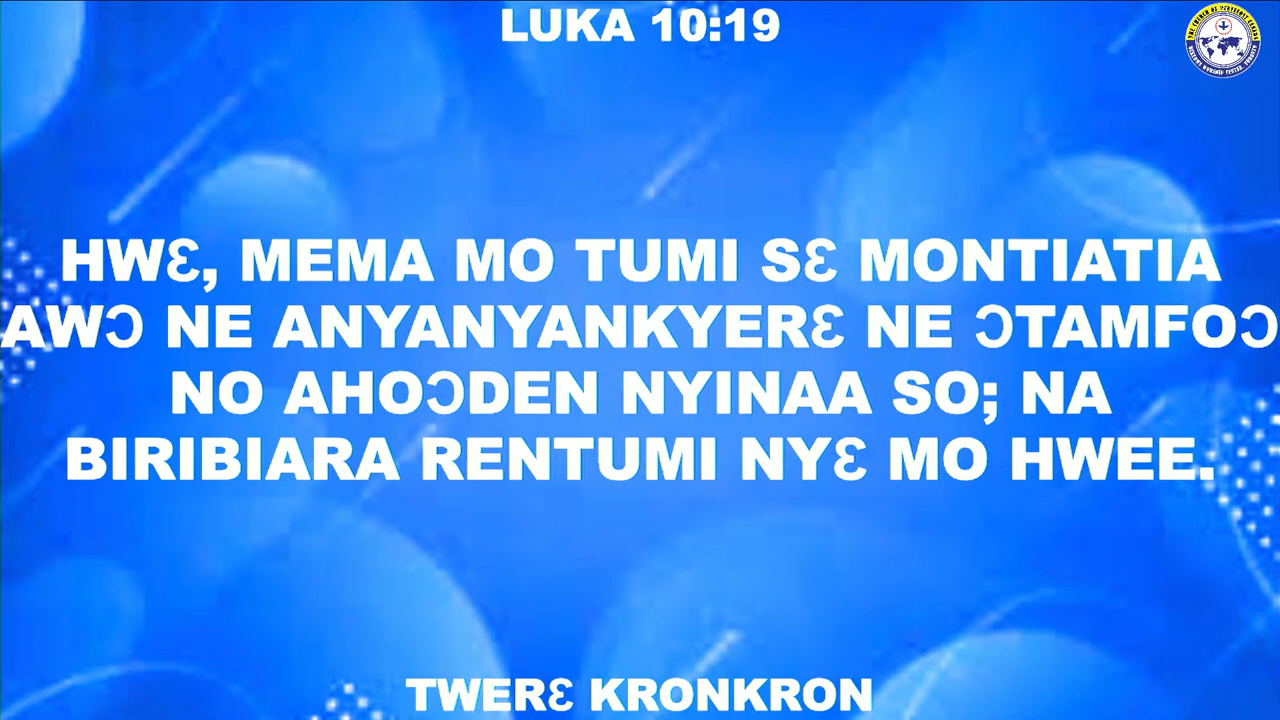 LUKA 10:19
HWƐ, MEMA MO TUMI SƐ MONTIATIA
AWƆ NE ANYANYANKYERƐ NE ƆTAMFOƆ
NO AHOƆDEN NYINAA SO; NA
BIRIBIARA RENTUMI NYƐ MO HWEE.
TWERƐ KRONKRON